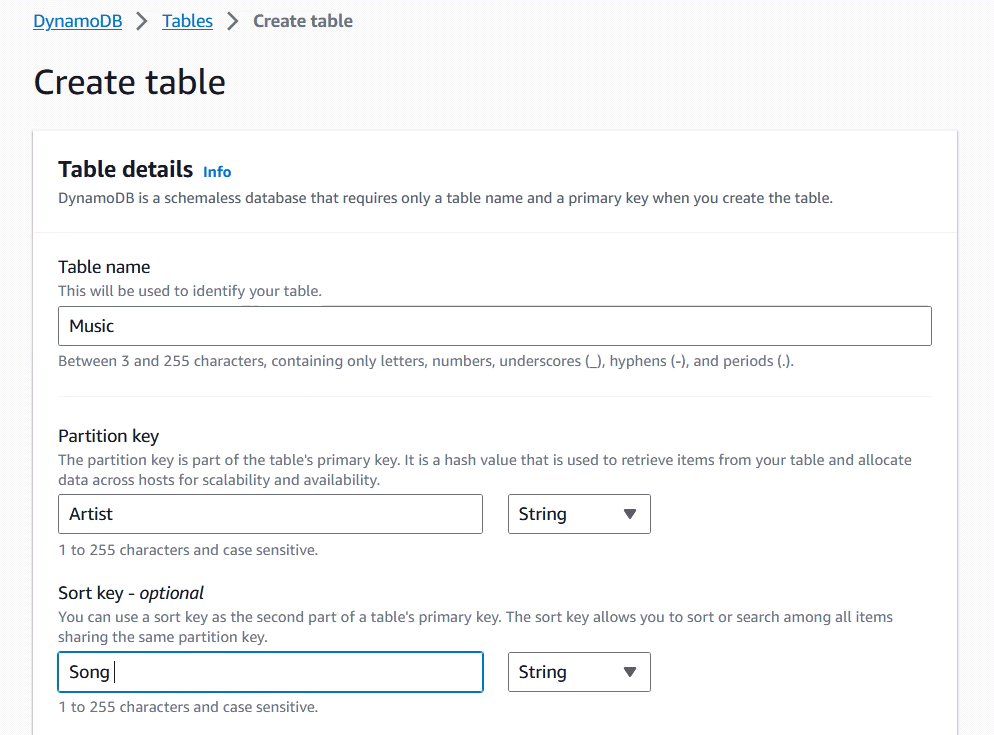 DynamoDB > Tables > Create table
Create table
Table details Info
DynamoDB is a schemaless database that requires only a table name and a primary key when you create the table.
Table name
This will be used to identify your table.
Music
Between 3 and 255 characters, containing only letters, numbers, underscores (_), hyphens (-), and periods (.).
Partition key
The partition key is part of the table's primary key. It is a hash value that is used to retrieve items from your table and allocate
data across hosts for scalability and availability.
Artist String
1 to 255 characters and case sensitive.
Sort key - optional
You can use a sort key as the second part of a table's primary key. The sort key allows you to sort or search among all items
sharing the same partition key.
Song String
1 to 255 characters and case sensitive.